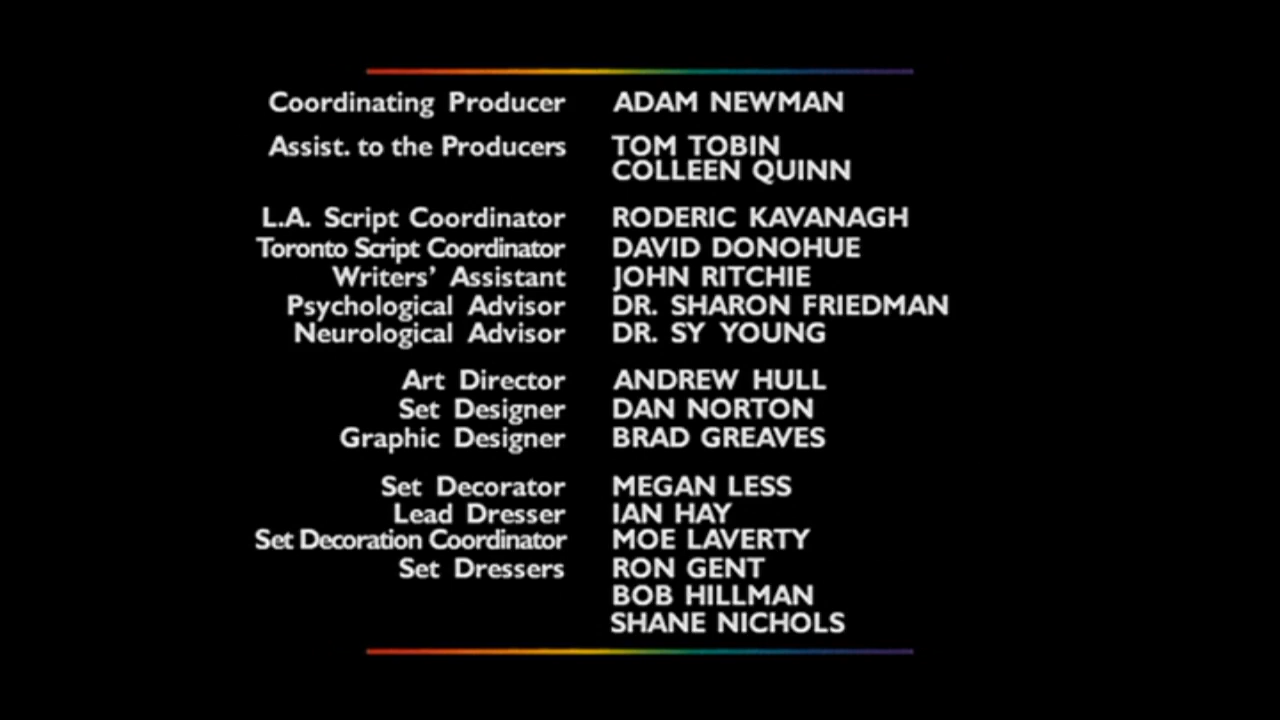 Coordinating Producer ADAM NEWMAN
Assist. to the Producers TOM TOBIN
COLLEEN QUINN
L.A. Script Coordinator RODERIC KAVANAGH
Toronto Script Coordinator DAVID DONOHUE
Writers' Assistant JOHN RITCHIE
Psychological Advisor DR. SHARON FRIEDMAN
Neurological Advisor DR. SY YOUNG
Art Director ANDREW HULL
Set Designer DAN NORTON
Graphic Designer BRAD GREAVES
Set Decorator MEGAN LESS
Lead Dresser IAN HAY
Set Decoration Coordinator MOE LAVERTY
Set Dressers RON GENT
BOB HILLMAN
SHANE NICHOLS